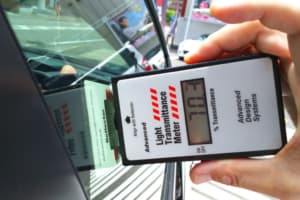 Advanced
Light
Transmittance
Meter
% Transmittance
Advanced
Design
Systems